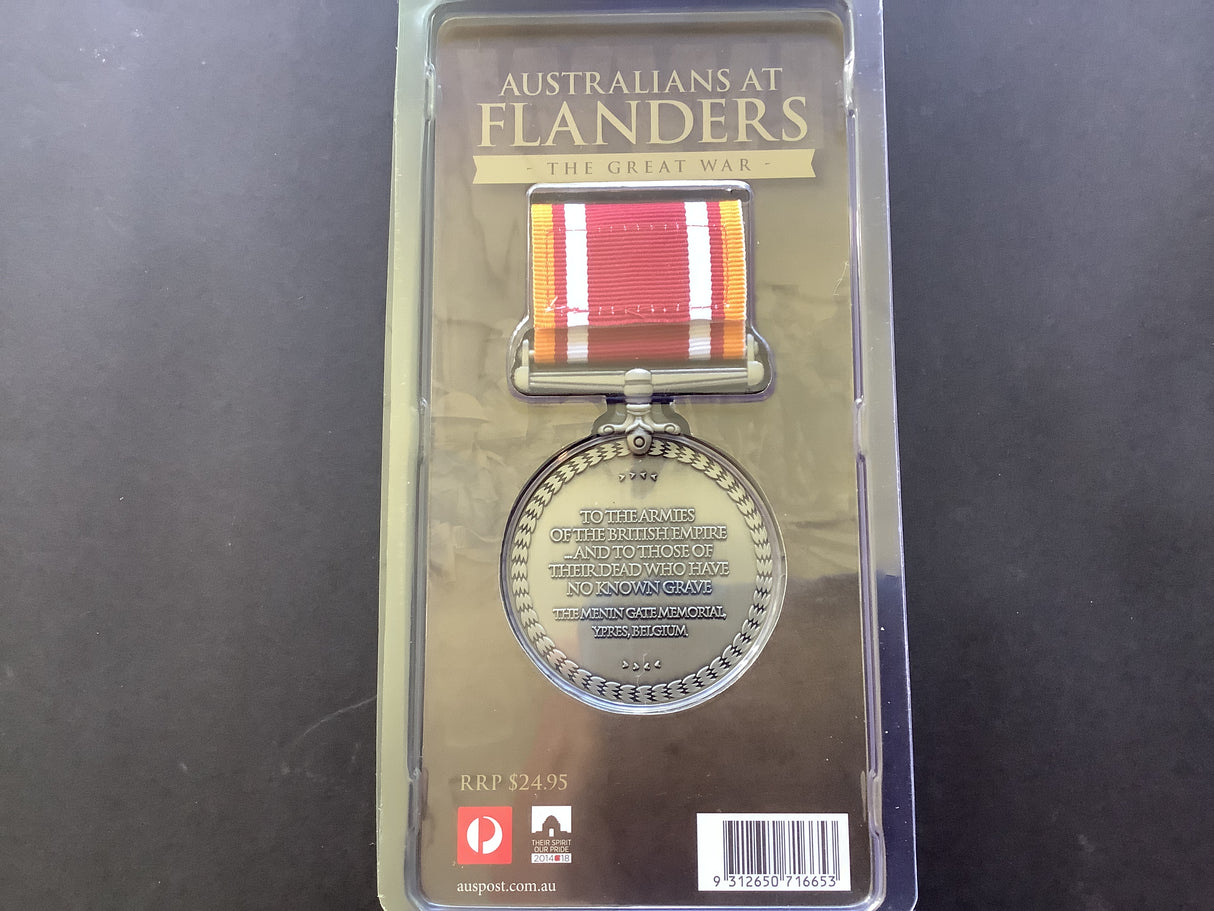 AUSTRALIANS AT
FLANDERS
- THE GREAT WAR -
TO THE ARMIES
OF THE BRITISH EMPIRE
...AND TO THOSE OF
THEIR DEAD WHO HAVE
NO KNOWN GRAVE
THE MENIN GATE MEMORIAL,
YPRES, BELGIUM
RRP $24.95
THEIR SPIRIT
OUR PRIDE
2014 18
auspost.com.au
9 312650 716653